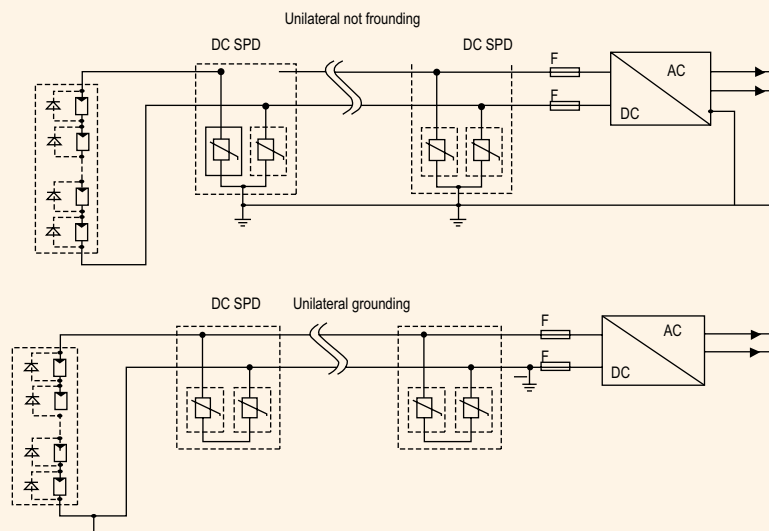 Unilateral not frounding
DC SPD
DC SPD
F
F
AC
DC
DC SPD
Unilateral grounding
F
F
AC
DC